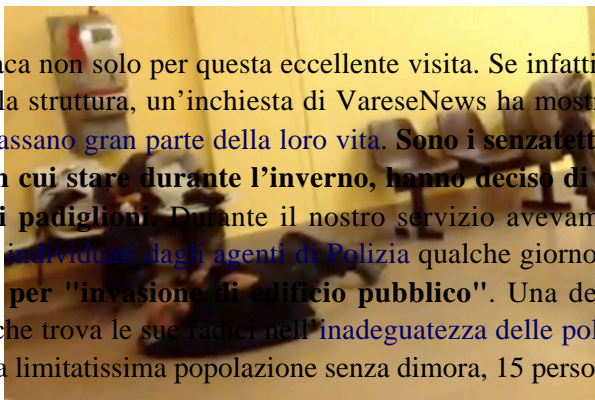 aca non solo per questa eccellente visita. Se infatti
la struttura, un’inchiesta di VareseNews ha mostr
assano gran parte della loro vita. Sono i senzatett
n cui stare durante l’inverno, hanno deciso di
i padiglioni. Durante il nostro servizio avevam
individuati dagli agenti di Polizia qualche giorno
per "invasione di edificio pubblico". Una de
che trova le sue radici nell’inadeguatezza delle pol
a limitatissima popolazione senza dimora, 15 perso